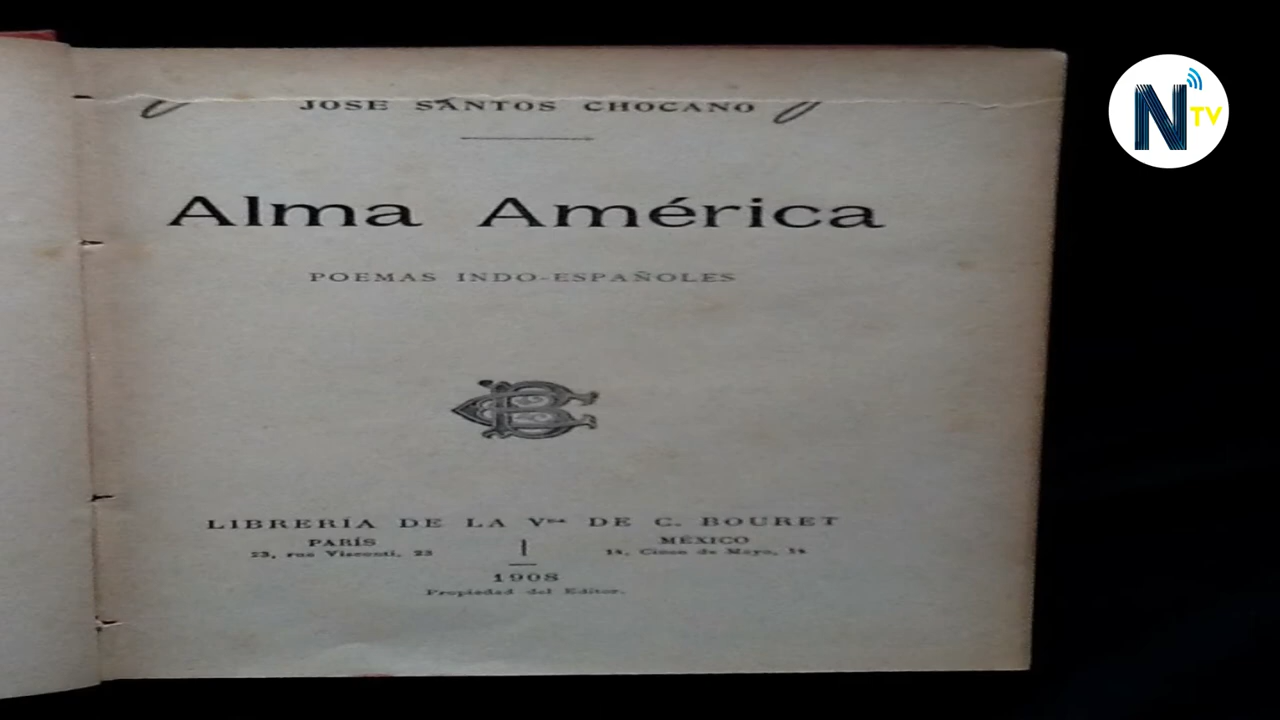 JOSE SANTOS CHOCANO
Alma América
POEMAS INDO-ESPAÑOLES
LIBRERÍA DE LA Vda DE C. BOURET
PARÍS
23, rue Visconti, 23
MÉXICO
14, Cinco de Mayo, 14
1908
Propiedad del Editor.
N TV